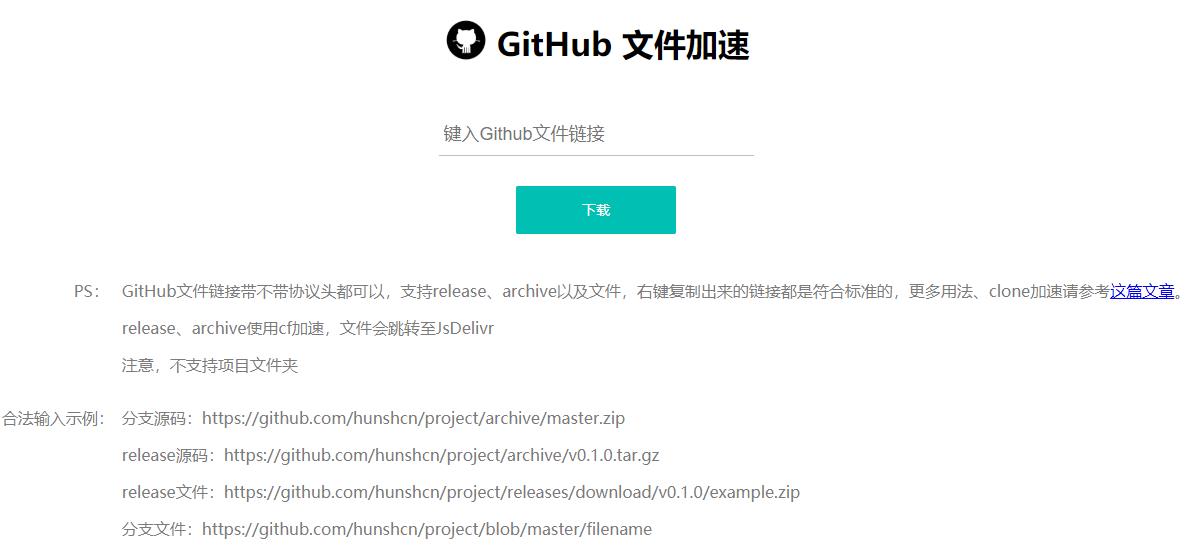 GitHub 文件加速
键入Github文件链接
下载
PS： GitHub文件链接带不带协议头都可以，支持release、archive以及文件，右键复制出来的链接都是符合标准的，更多用法、clone加速请参考这篇文章。
release、archive使用cf加速，文件会跳转至JsDelivr
注意，不支持项目文件夹
合法输入示例： 分支源码：https://github.com/hunshcn/project/archive/master.zip
release源码：https://github.com/hunshcn/project/archive/v0.1.0.tar.gz
release文件：https://github.com/hunshcn/project/releases/download/v0.1.0/example.zip
分支文件：https://github.com/hunshcn/project/blob/master/filename